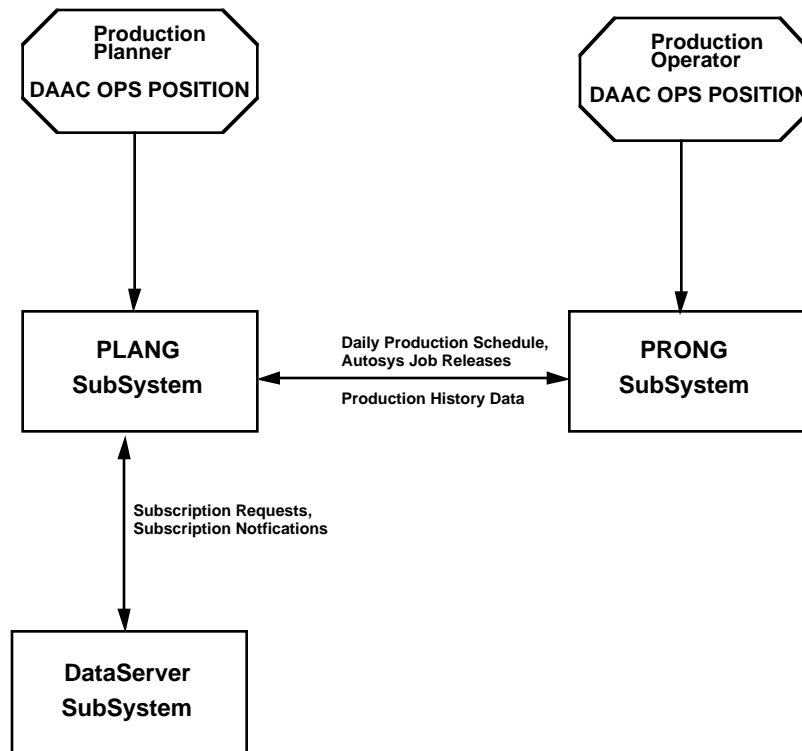 Production
Planner
DAAC OPS POSITION
Production
Operator
DAAC OPS POSITION
PLANG
SubSystem
Daily Production Schedule,
Autosys Job Releases
Production History Data
PRONG
SubSystem
Subscription Requests,
Subscription Notfications
DataServer
SubSystem